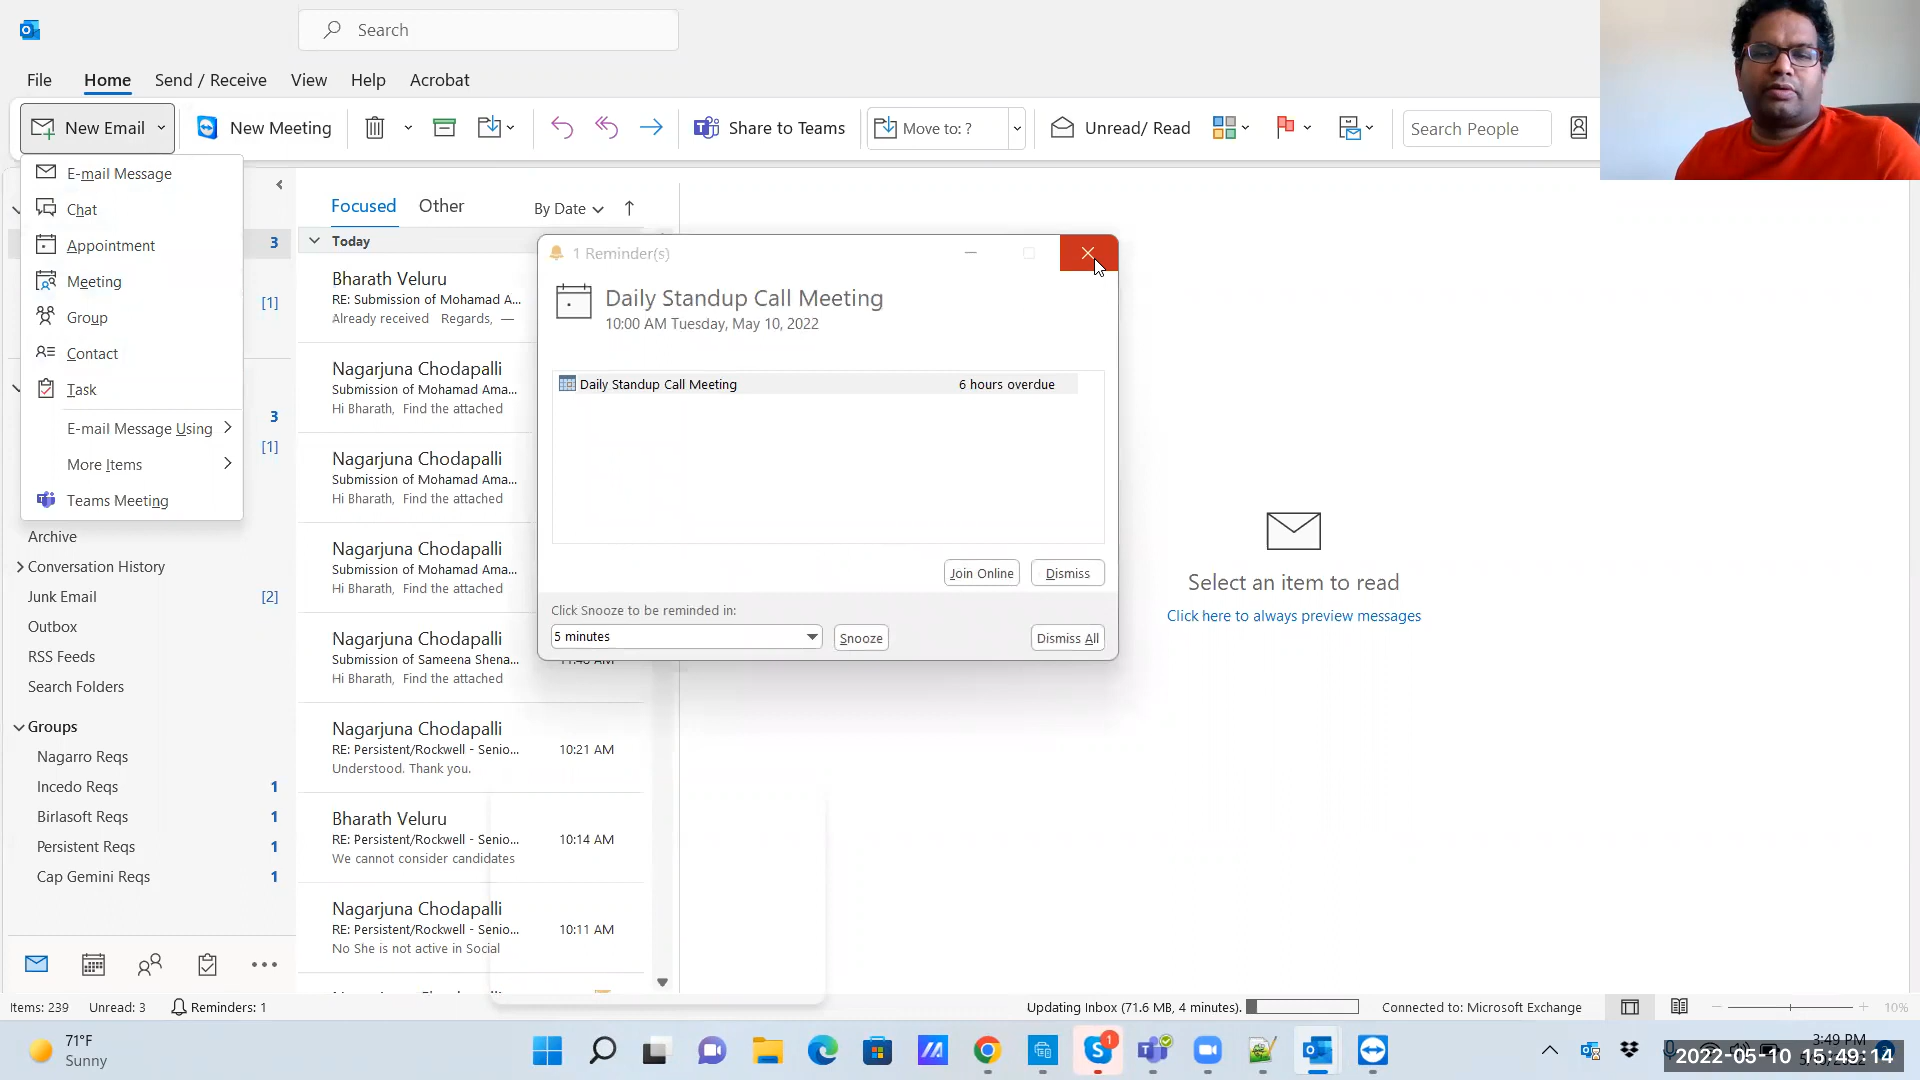 Search
File Home Send / Receive View Help Acrobat
New Email New Meeting Share to Teams Move to: ? Unread/ Read Search People
E-mail Message
Chat
Appointment
Meeting
Group
Contact
Task
E-mail Message Using
More Items
Teams Meeting
3
[1]
3
[1]
Archive
Conversation History
Junk Email [2]
Outbox
RSS Feeds
Search Folders
Groups
Nagarro Reqs
Incedo Reqs 1
Birlasoft Reqs 1
Persistent Reqs 1
Cap Gemini Reqs 1
Focused Other By Date
Today
Bharath Veluru
RE: Submission of Mohamad A...
Already received Regards, —
Nagarjuna Chodapalli
Submission of Mohamad Ama...
Hi Bharath, Find the attached
Nagarjuna Chodapalli
Submission of Mohamad Ama...
Hi Bharath, Find the attached
Nagarjuna Chodapalli
Submission of Mohamad Ama...
Hi Bharath, Find the attached
Nagarjuna Chodapalli
Submission of Sameena Shena...
Hi Bharath, Find the attached
Nagarjuna Chodapalli
RE: Persistent/Rockwell - Senio... 10:21 AM
Understood. Thank you.
Bharath Veluru
RE: Persistent/Rockwell - Senio... 10:14 AM
We cannot consider candidates
Nagarjuna Chodapalli
RE: Persistent/Rockwell - Senio... 10:11 AM
No She is not active in Social
1 Reminder(s)
Daily Standup Call Meeting
10:00 AM Tuesday, May 10, 2022
Daily Standup Call Meeting 6 hours overdue
Join Online Dismiss
Click Snooze to be reminded in:
5 minutes Snooze Dismiss All
Select an item to read
Click here to always preview messages
Items: 239 Unread: 3 Reminders: 1 Updating Inbox (71.6 MB, 4 minutes). Connected to: Microsoft Exchange 10%
71°F
Sunny
1
3:49 PM
2022-05-10 15:49:14